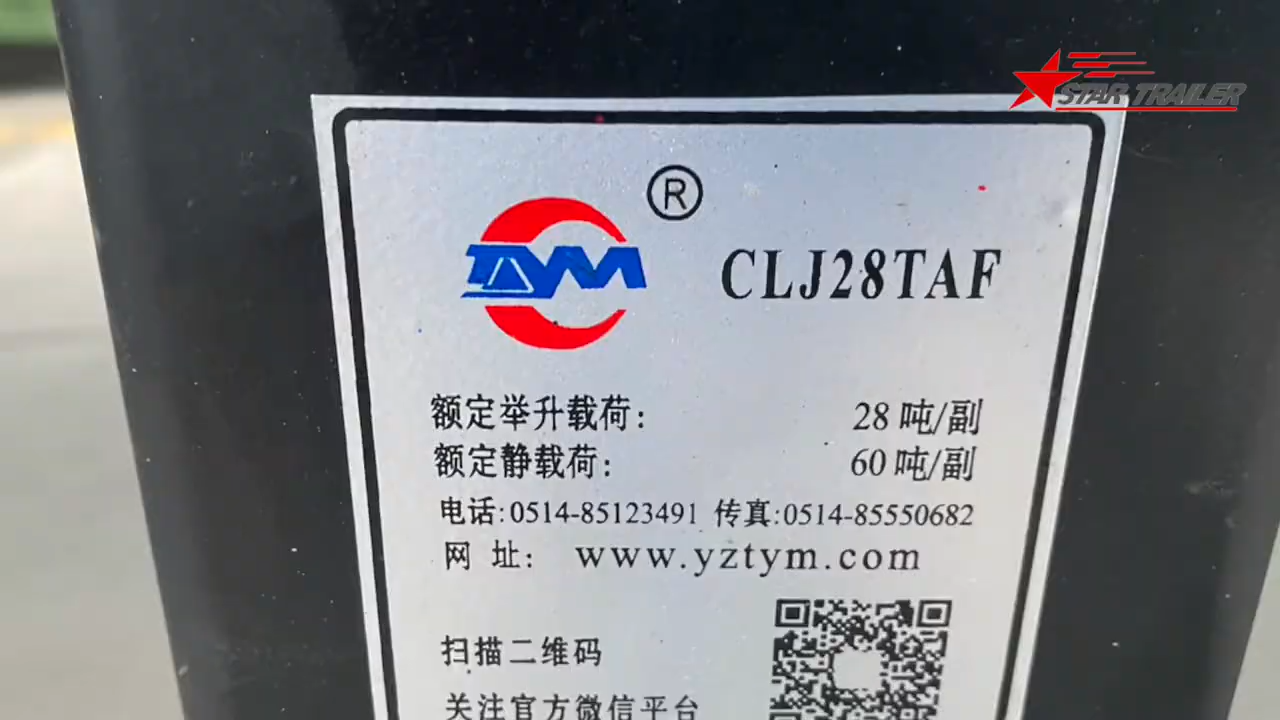 STAR TRAILER
®
TYM
CLJ28TAF
额定举升载荷: 28吨/副
额定静载荷: 60吨/副
电话:0514-85123491 传真:0514-85550682
网 址: www.yztym.com
扫描二维码
关注官方微信平台